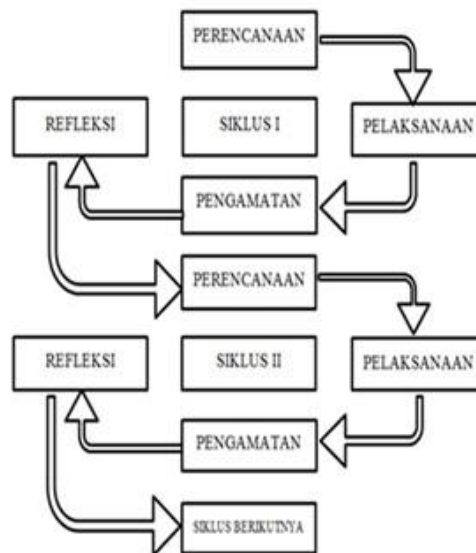 PERENCANAAN
REFLEKSI
SIKLUS I
PELAKSANAAN
PENGAMATAN
PERENCANAAN
REFLEKSI
SIKLUS II
PELAKSANAAN
PENGAMATAN
SIKLUS BERIKUTNYA